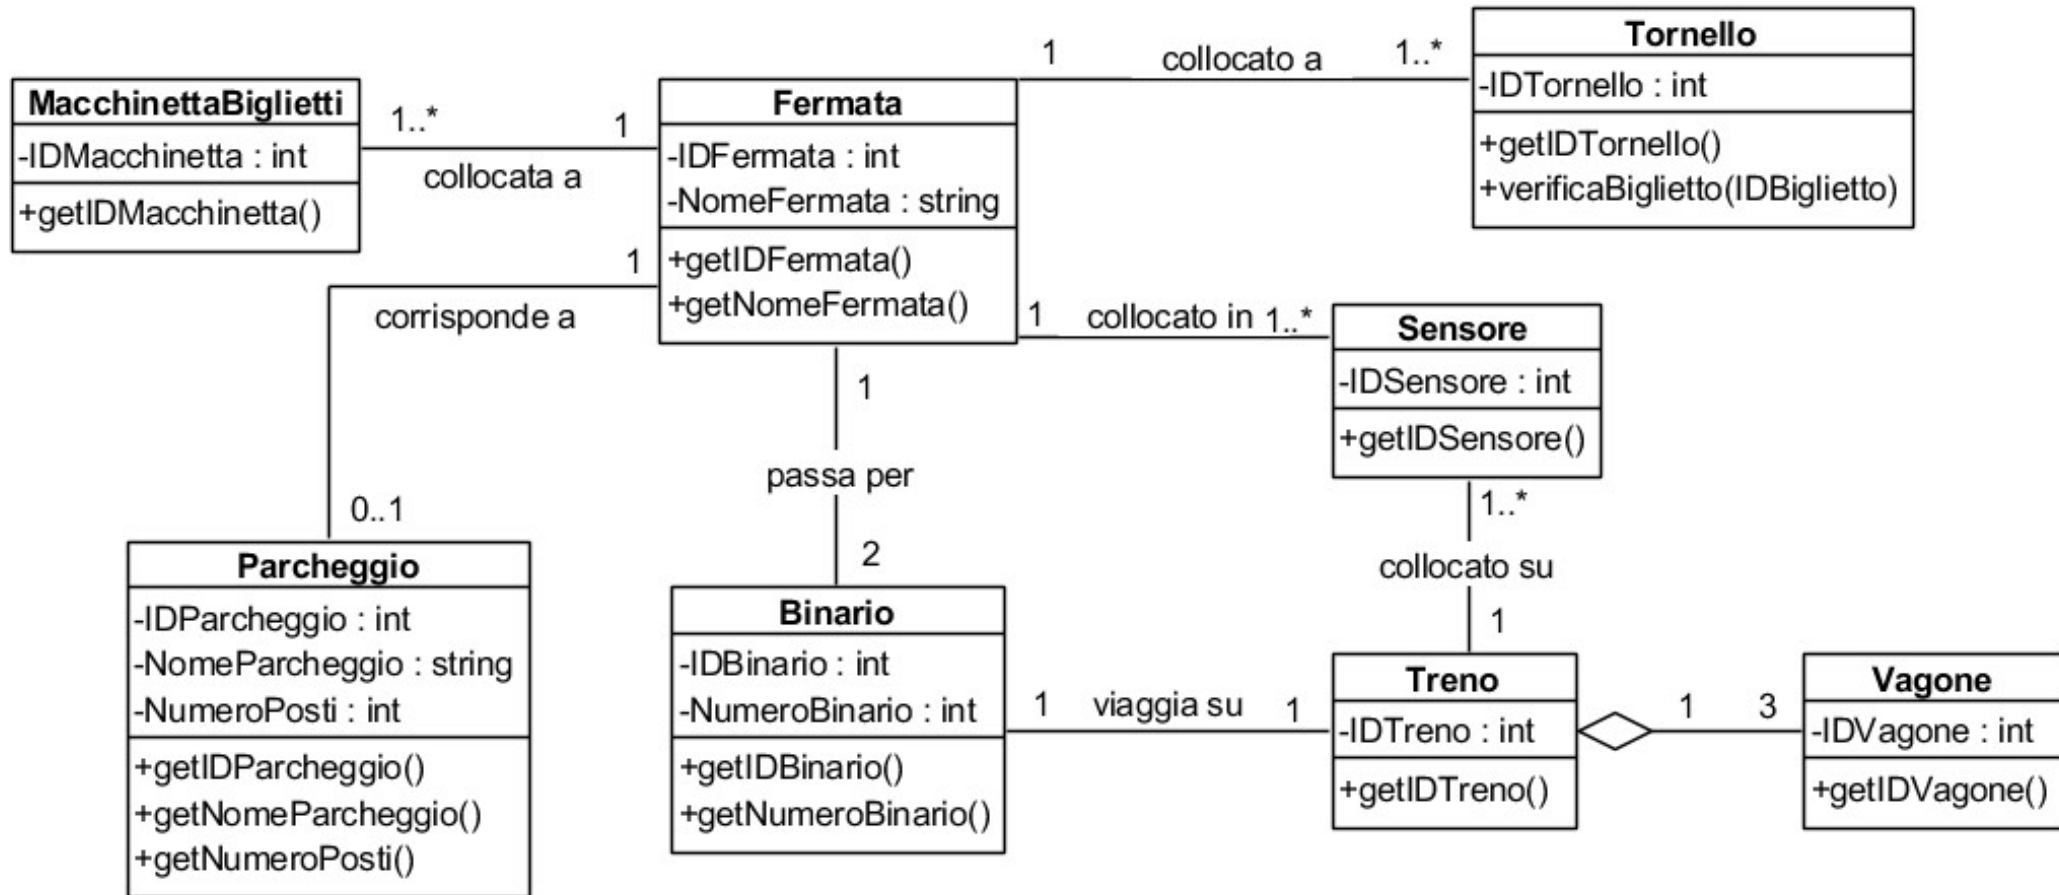 MacchinettaBiglietti
-IDMacchinetta : int
+getIDMacchinetta()
1..*
1
collocata a
Fermata
-IDFermata : int
-NomeFermata : string
+getIDFermata()
+getNomeFermata()
1
collocato a
1..*
Tornello
-IDTornello : int
+getIDTornello()
+verificaBiglietto(IDBiglietto)
1
corrisponde a
0..1
1
collocato in
1..*
Sensore
-IDSensore : int
+getIDSensore()
1
passa per
2
1..*
collocato su
1
Parcheggio
-IDParcheggio : int
-NomeParcheggio : string
-NumeroPosti : int
+getIDParcheggio()
+getNomeParcheggio()
+getNumeroPosti()
Binario
-IDBinario : int
-NumeroBinario : int
+getIDBinario()
+getNumeroBinario()
1
viaggia su
1
Treno
-IDTreno : int
+getIDTreno()
1
3
Vagone
-IDVagone : int
+getIDVagone()